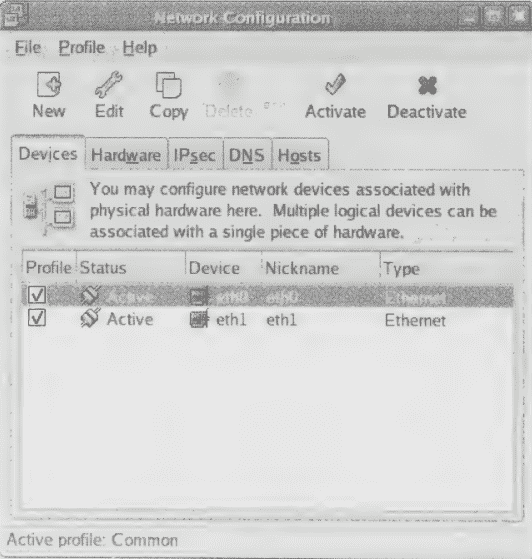 Network Configuration
File Profile Help
New Edit Copy Delete Activate Deactivate
Devices Hardware IPsec DNS Hosts
You may configure network devices associated with
physical hardware here. Multiple logical devices can be
associated with a single piece of hardware.
Profile Status Device Nickname Type
Active eth0 eth0 Ethernet
Active eth1 eth1 Ethernet
Active profile: Common